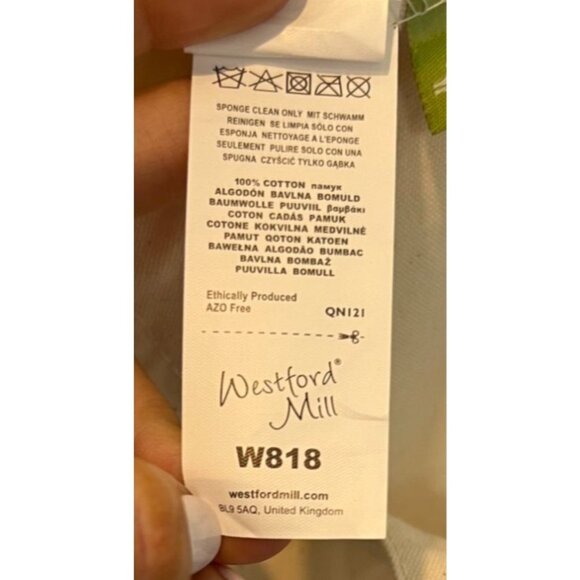 SPONGE CLEAN ONLY MIT SCHWAMM
REINIGEN SE LIMPIA SÓLO CON
ESPONJA NETTOYAGE A L'EPONGE
SEULEMENT PULIRE SOLO CON UNA
SPUGNA CZYŚCIĆ TYLKO GĄBKA
100% COTTON памук
ALGODÓN BAVLNA BOMULD
BAUMWOLLE PUUVIIL βαμβάκι
COTON CADÁS PAMUK
COTONE KOKVILNA MEDVILNĖ
PAMUT QOTON KATOEN
BAWEŁNA ALGODÃO BUMBAC
BAVLNA BOMBAŽ
PUUVILLA BOMULL
Ethically Produced
AZO Free QN121
Westford®
Mill
W818
westfordmill.com
BL9 5AQ, United Kingdom